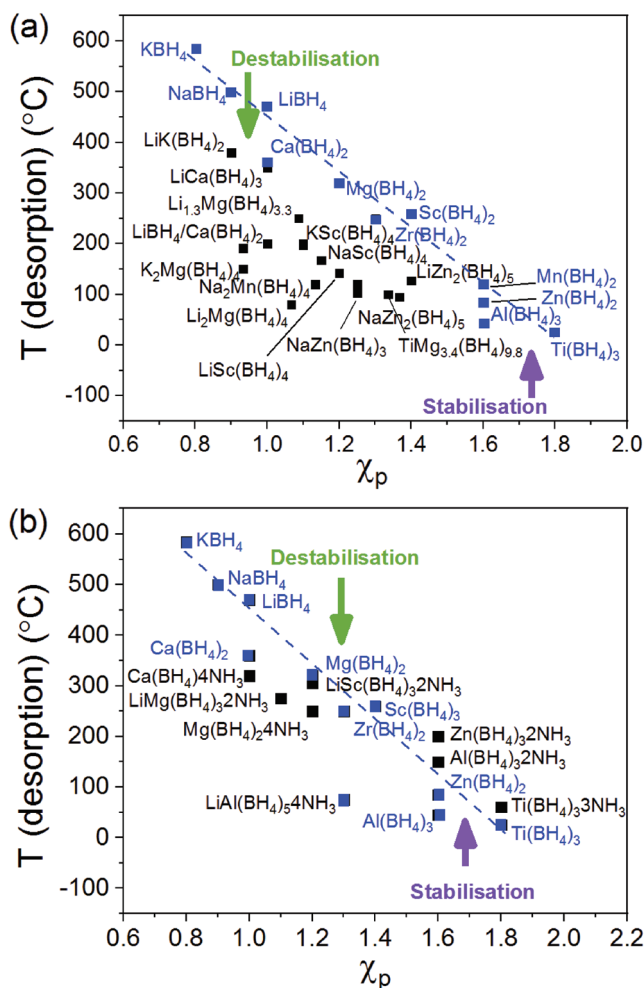 (a)
T (desorption) (°C)
600
500
400
300
200
100
0
-100
KBH₄
NaBH₄
Destabilisation
LiBH₄
LiK(BH₄)₂
Ca(BH₄)₂
LiCa(BH₄)₃
Mg(BH₄)₂
Li₁.₃Mg(BH₄)₃.₃
Sc(BH₄)₂
LiBH₄/Ca(BH₄)₂
KSc(BH₄)₄
Zr(BH₄)₂
NaSc(BH₄)₄
K₂Mg(BH₄)₄
LiZn₂(BH₄)₅
Mn(BH₄)₂
Na₂Mn(BH₄)₄
Zn(BH₄)₂
Li₂Mg(BH₄)₄
NaZn₂(BH₄)₅
Al(BH₄)₃
NaZn(BH₄)₃
TiMg₃.₄(BH₄)₉.₈
Ti(BH₄)₃
LiSc(BH₄)₄
Stabilisation
0.6 0.8 1.0 1.2 1.4 1.6 1.8 2.0
χₚ
(b)
T (desorption) (°C)
600
500
400
300
200
100
0
-100
KBH₄
Destabilisation
NaBH₄
LiBH₄
Ca(BH₄)₂
Mg(BH₄)₂
Ca(BH₄)4NH₃
LiSc(BH₄)₃2NH₃
LiMg(BH₄)₃2NH₃
Sc(BH₄)₃
Mg(BH₄)₂4NH₃
Zr(BH₄)₂
Zn(BH₄)₃2NH₃
Al(BH₄)₃2NH₃
Zn(BH₄)₂
LiAl(BH₄)₅4NH₃
Ti(BH₄)₃3NH₃
Al(BH₄)₃
Ti(BH₄)₃
Stabilisation
0.6 0.8 1.0 1.2 1.4 1.6 1.8 2.0 2.2
χₚ